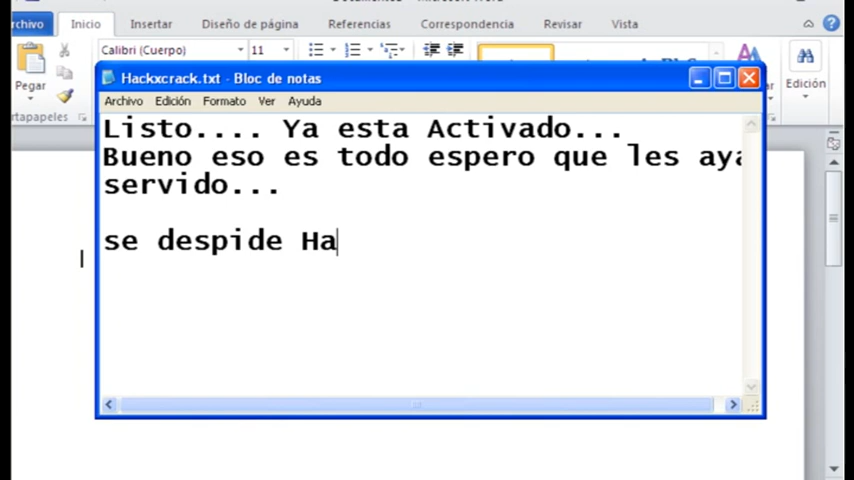 Archivo Inicio Insertar Diseño de página Referencias Correspondencia Revisar Vista
Calibri (Cuerpo) 11
Pegar
Edición
rtapapeles
Hackxcrack.txt - Bloc de notas
Archivo Edición Formato Ver Ayuda
Listo.... Ya esta Activado...
Bueno eso es todo espero que les aya
servido...
se despide Ha